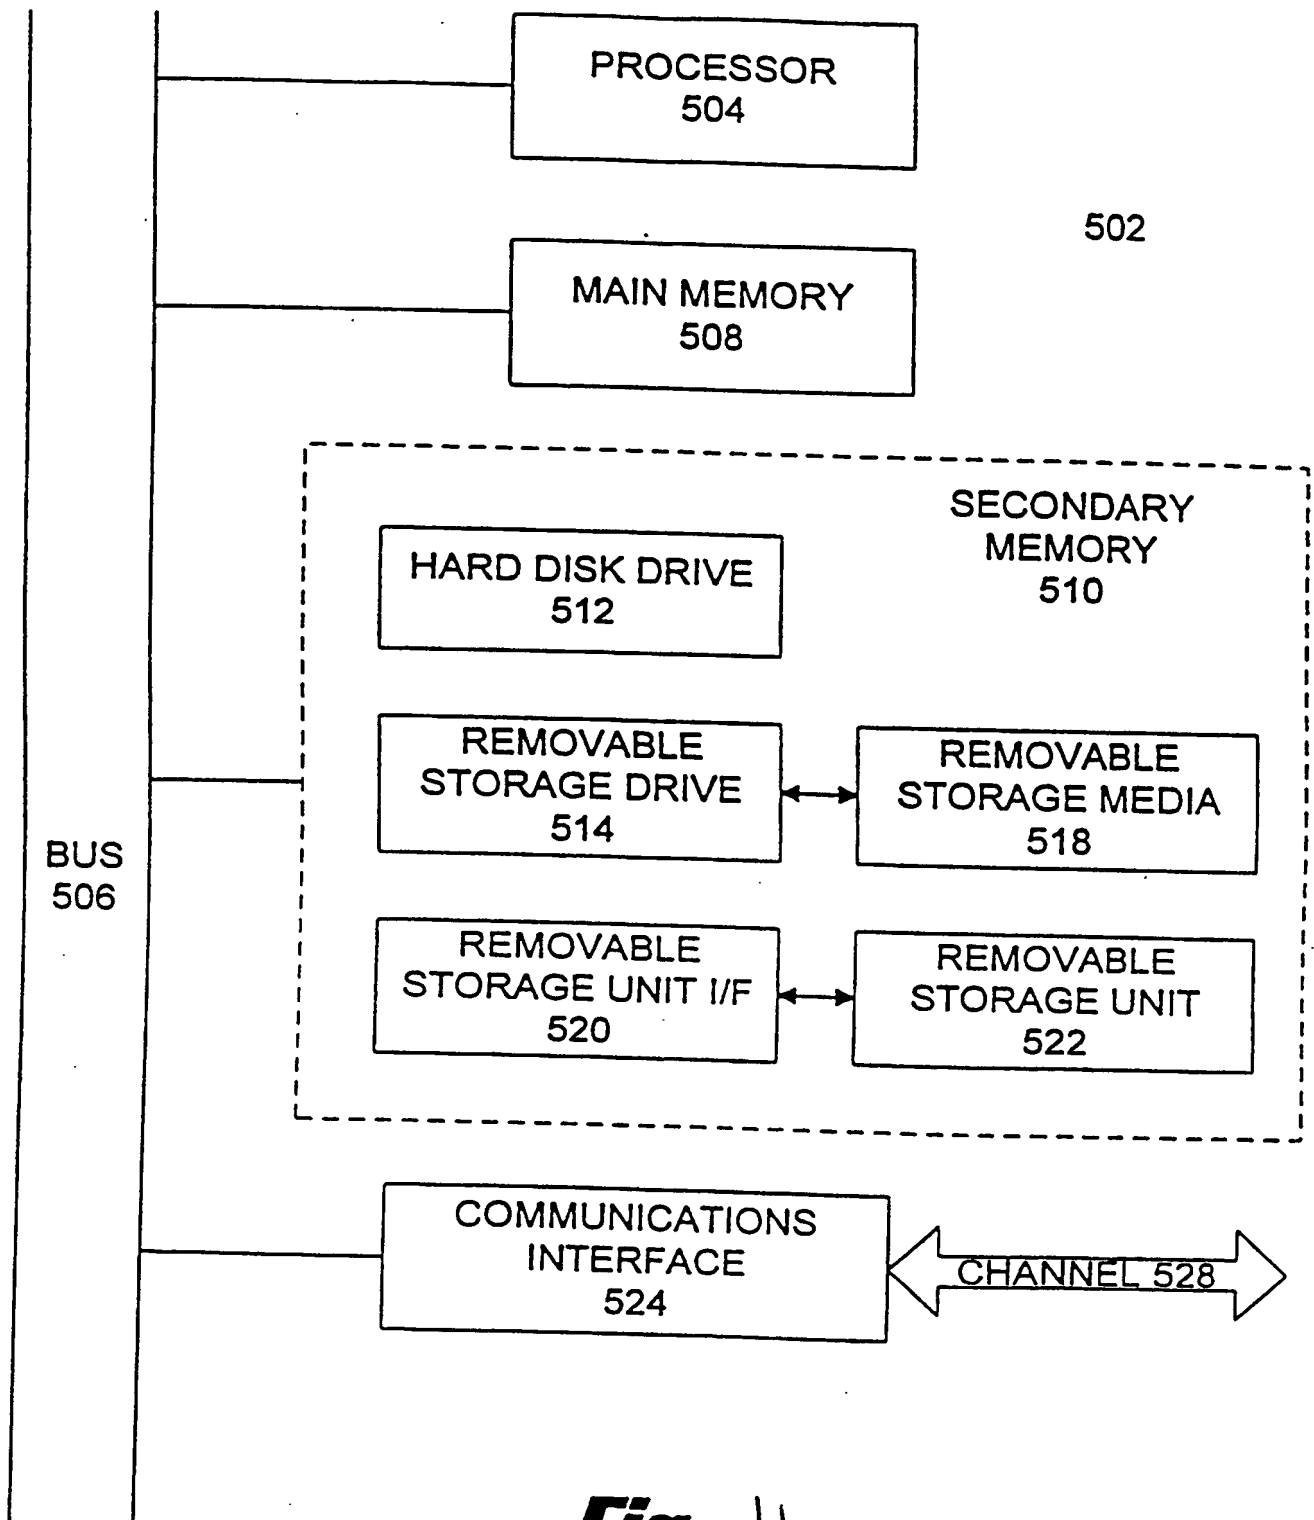 PROCESSOR
504
502
MAIN MEMORY
508
SECONDARY
MEMORY
510
HARD DISK DRIVE
512
REMOVABLE
STORAGE DRIVE
514
REMOVABLE
STORAGE MEDIA
518
BUS
506
REMOVABLE
STORAGE UNIT I/F
520
REMOVABLE
STORAGE UNIT
522
COMMUNICATIONS
INTERFACE
524
CHANNEL 528
Fig